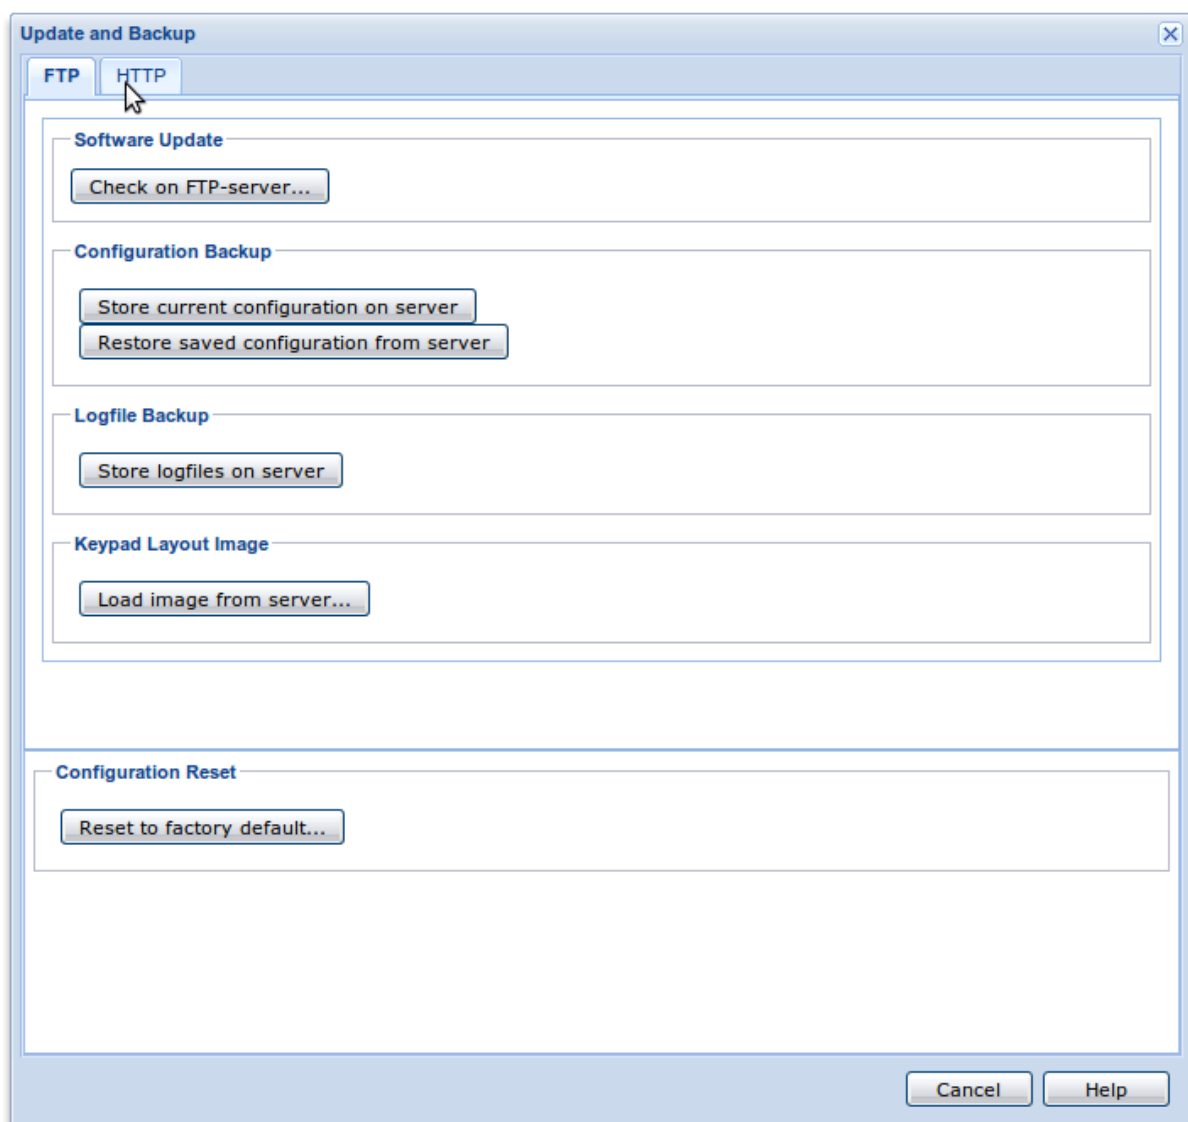 Update and Backup
FTP HTTP
Software Update
Check on FTP-server...
Configuration Backup
Store current configuration on server
Restore saved configuration from server
Logfile Backup
Store logfiles on server
Keypad Layout Image
Load image from server...
Configuration Reset
Reset to factory default...
Cancel Help